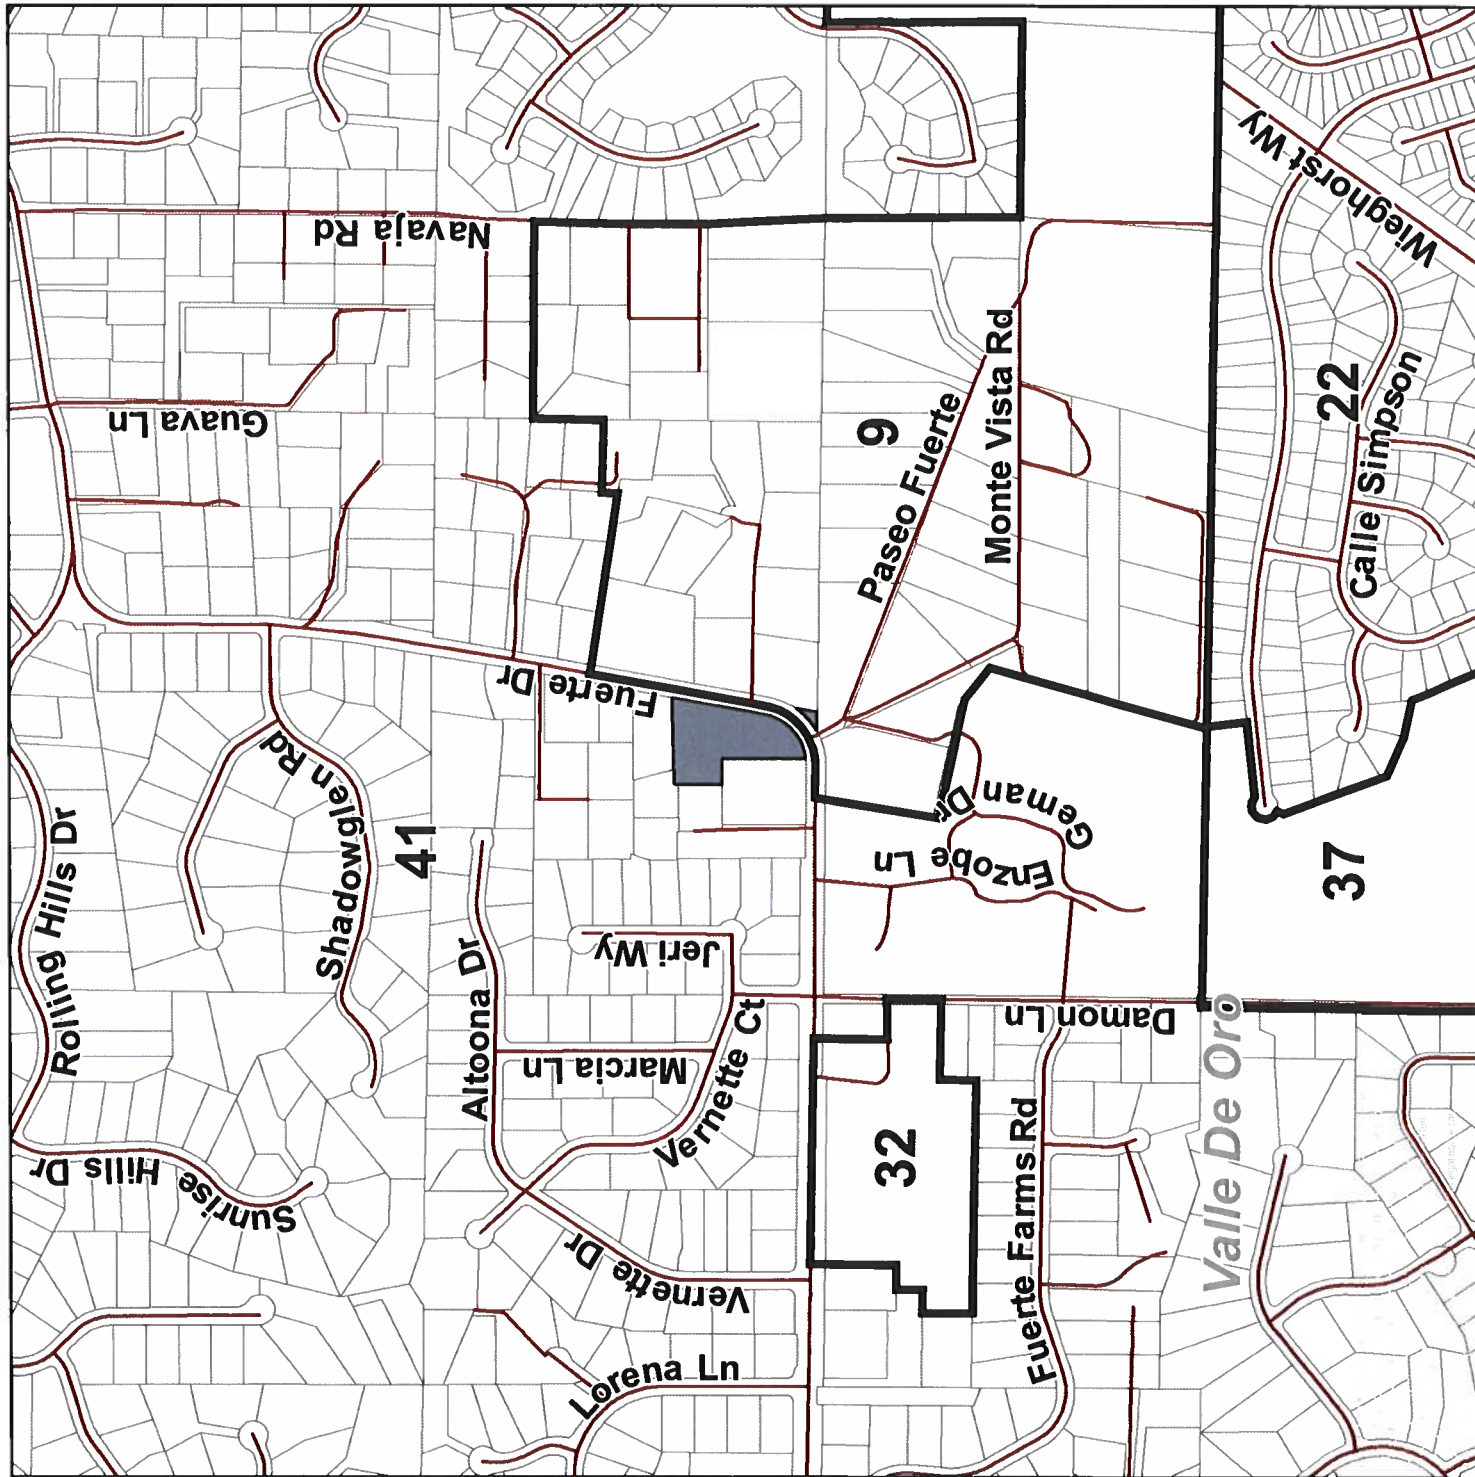 Navaja Rd
Wieghorst Wy
Guava Ln
Paseo Fuerte
9
Monte Vista Rd
22
Calle Simpson
Fuerte Dr
Shadowglen Rd
Rolling Hills Dr
41
Geman Dr
Enzobe Ln
37
Altoona Dr
Jeri Wy
Marcia Ln
Vernette Ct
Damon Ln
Valle De Oro
Sunrise Hills Dr
32
Fuerte Farms Rd
Vernette Dr
Lorena Ln